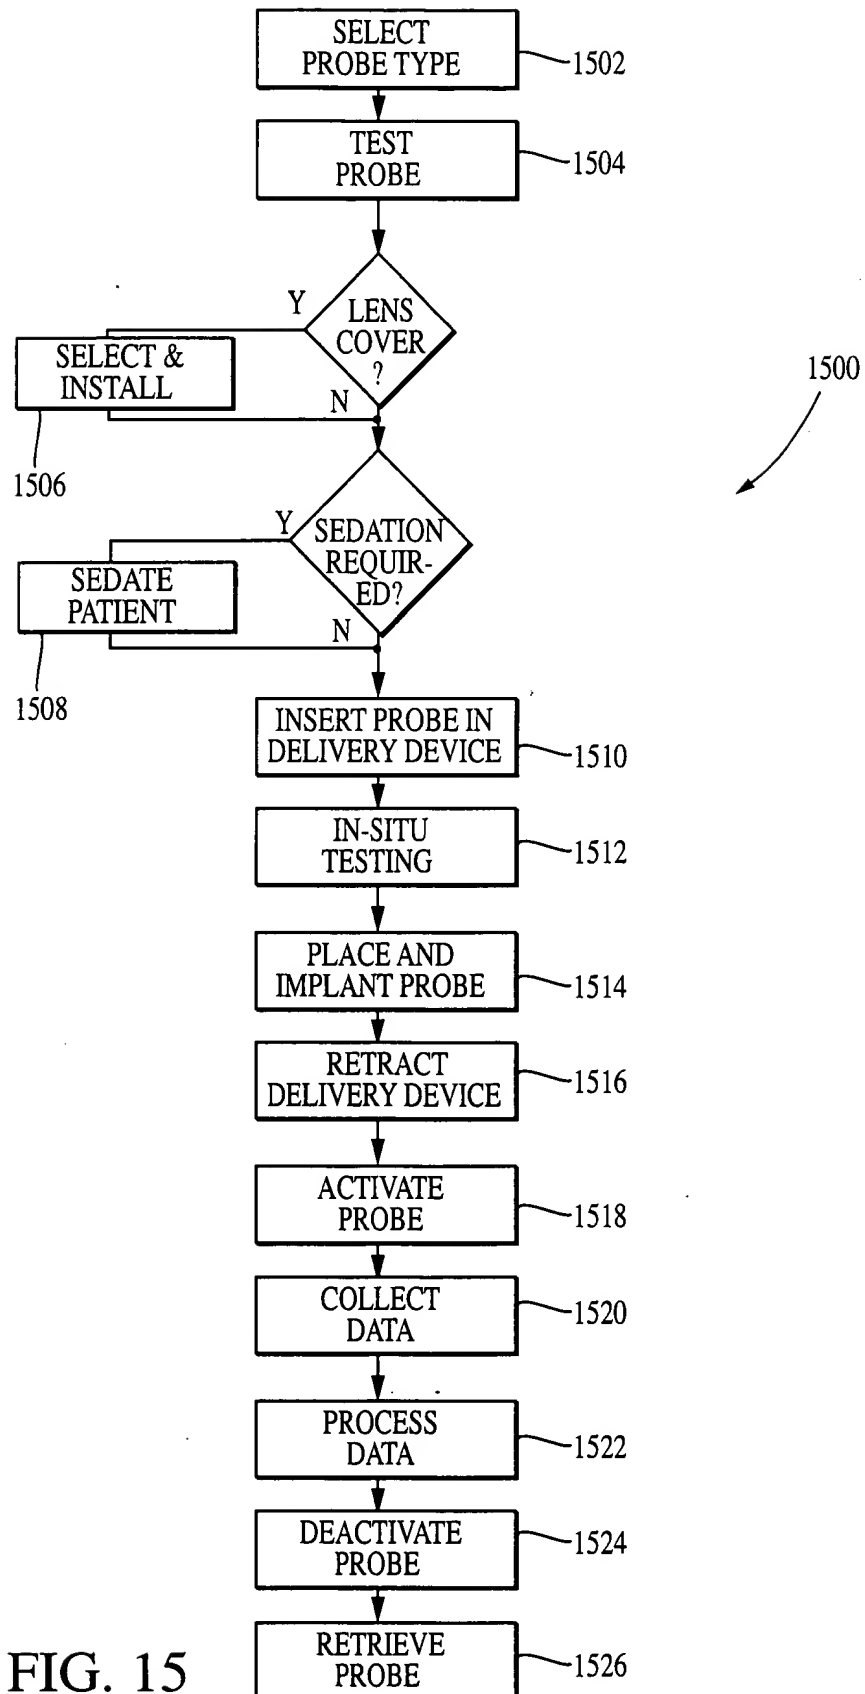 SELECT
PROBE TYPE
1502
TEST
PROBE
1504
Y
LENS
COVER
?
SELECT &
INSTALL
N
1506
1500
Y
SEDATION
REQUIR-
ED?
SEDATE
PATIENT
N
1508
INSERT PROBE IN
DELIVERY DEVICE
1510
IN-SITU
TESTING
1512
PLACE AND
IMPLANT PROBE
1514
RETRACT
DELIVERY DEVICE
1516
ACTIVATE
PROBE
1518
COLLECT
DATA
1520
PROCESS
DATA
1522
DEACTIVATE
PROBE
1524
RETRIEVE
PROBE
1526
FIG. 15